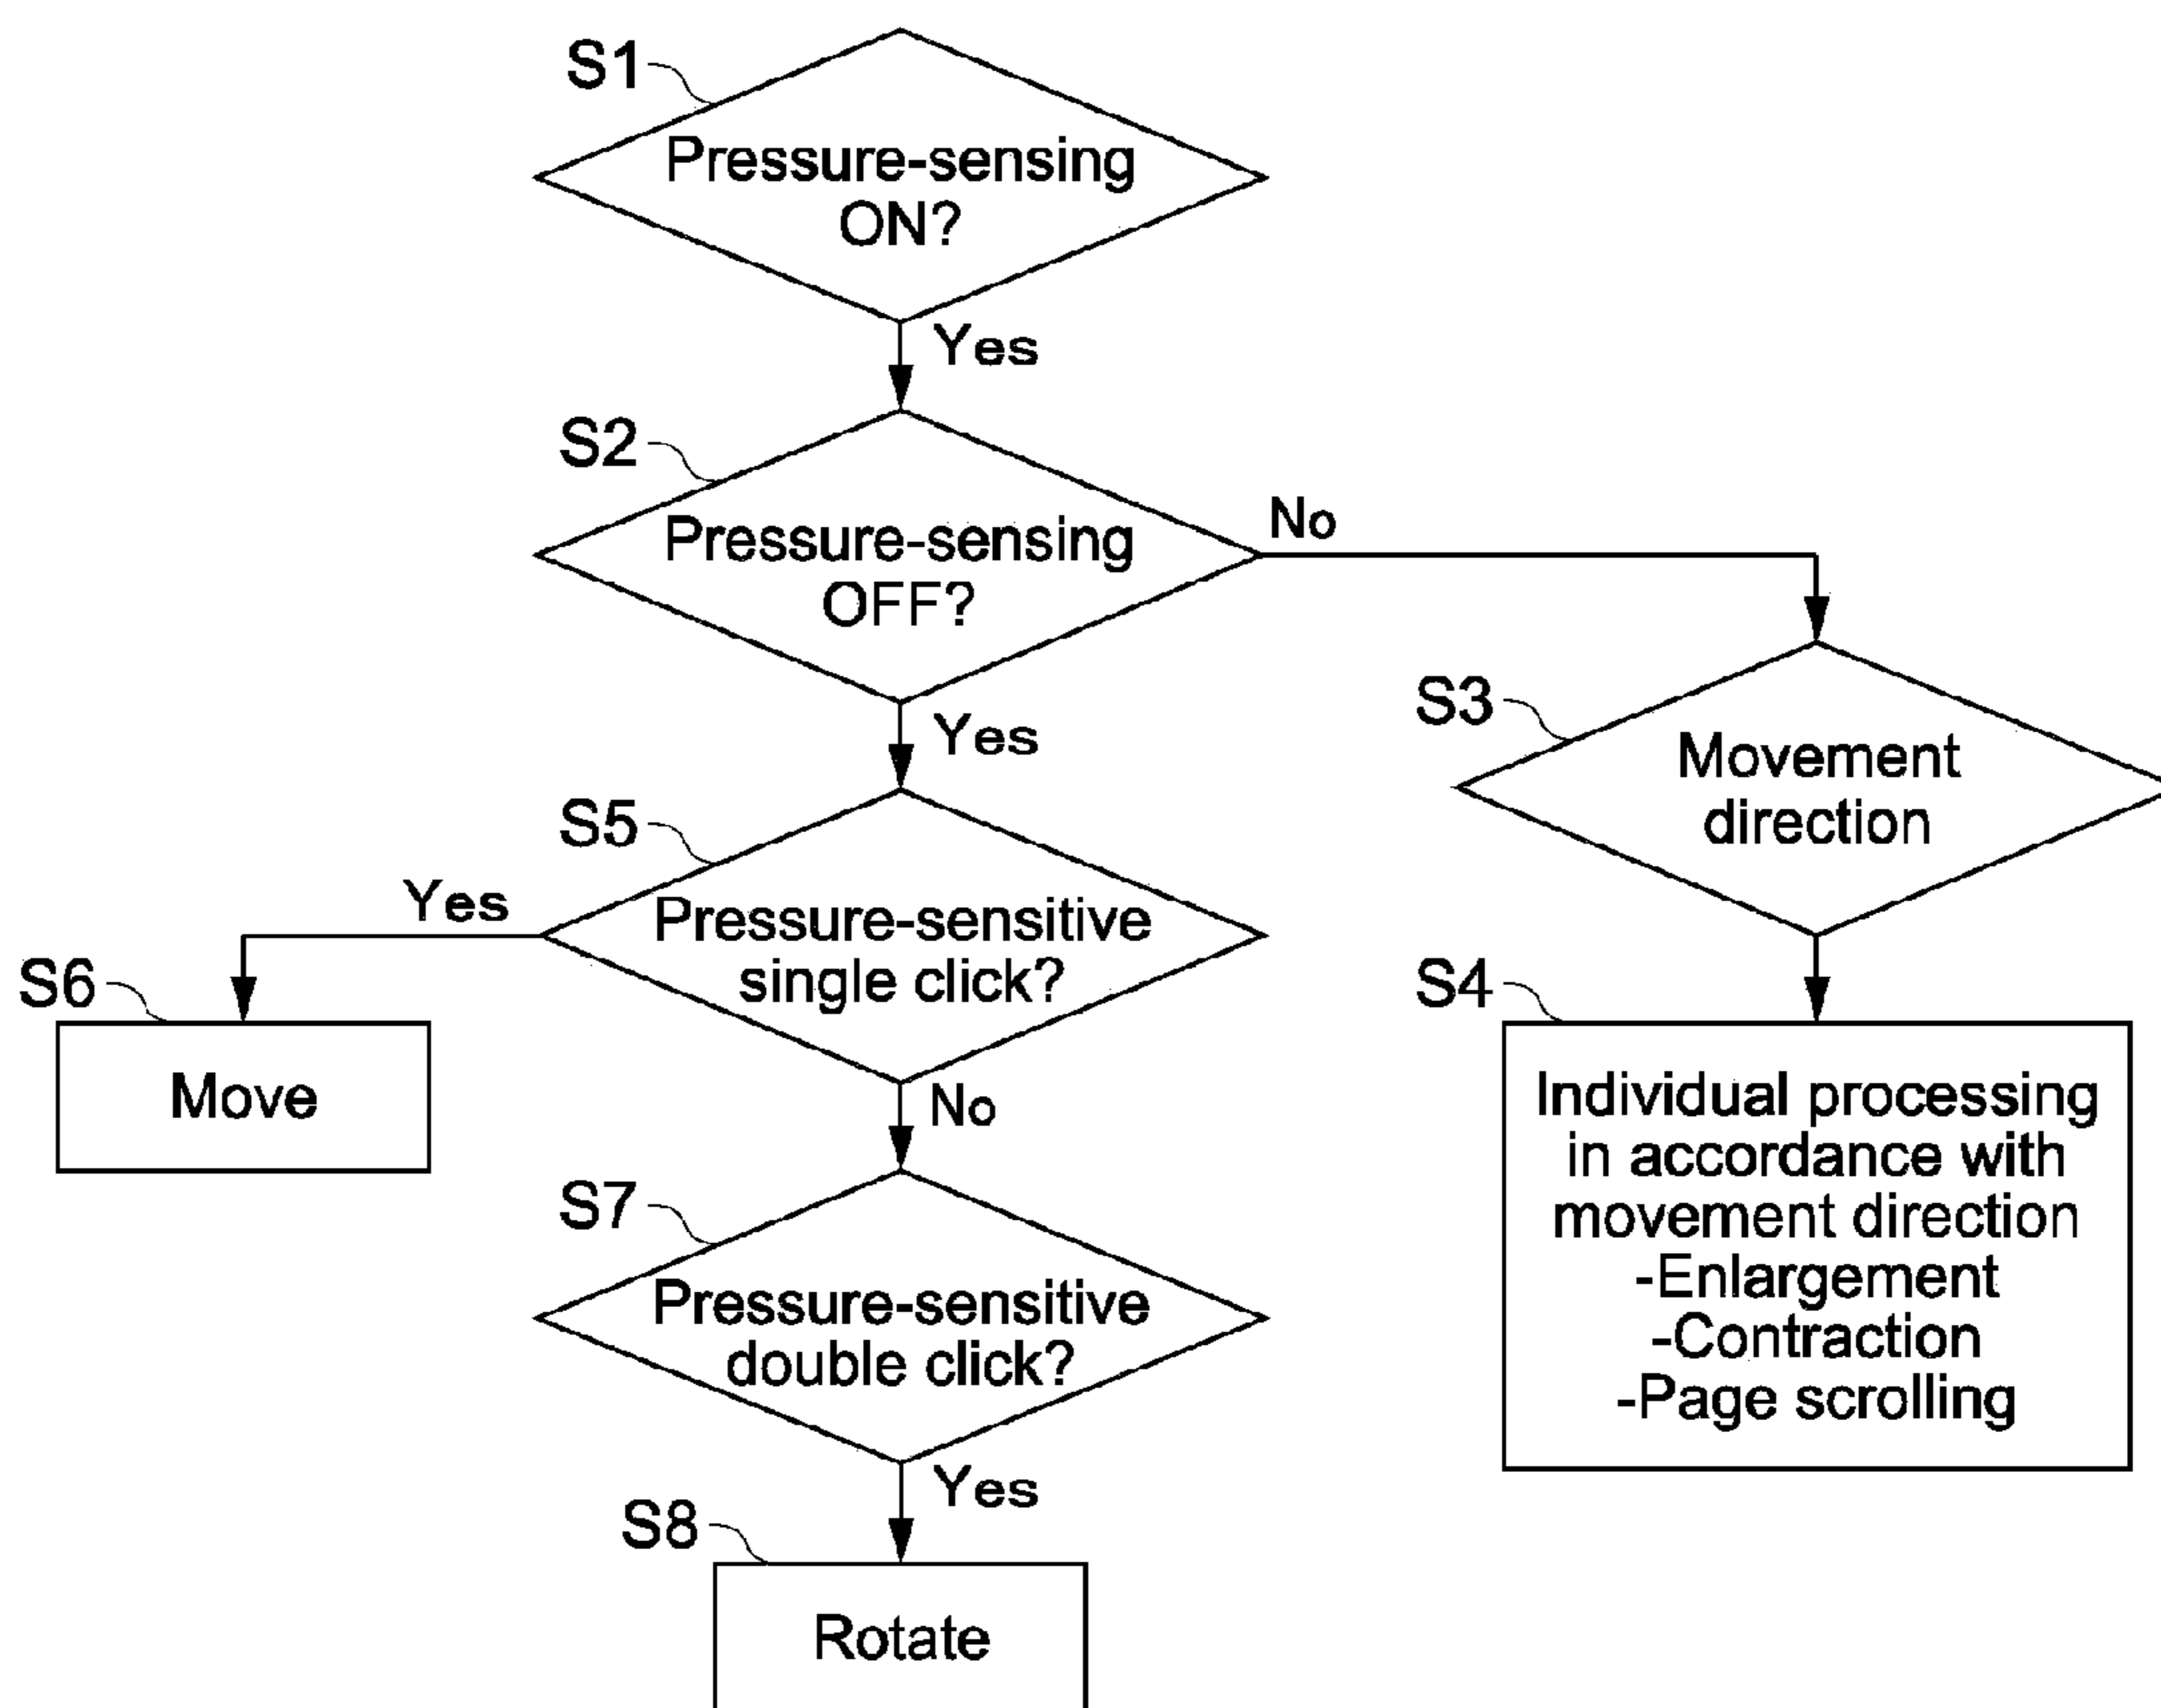 S1
Pressure-sensing
ON?
Yes
S2
Pressure-sensing
OFF?
No
Yes
S3
Movement
direction
S5
Pressure-sensitive
single click?
Yes
S6
Move
No
S4
Individual processing
in accordance with
movement direction
-Enlargement
-Contraction
-Page scrolling
S7
Pressure-sensitive
double click?
Yes
S8
Rotate